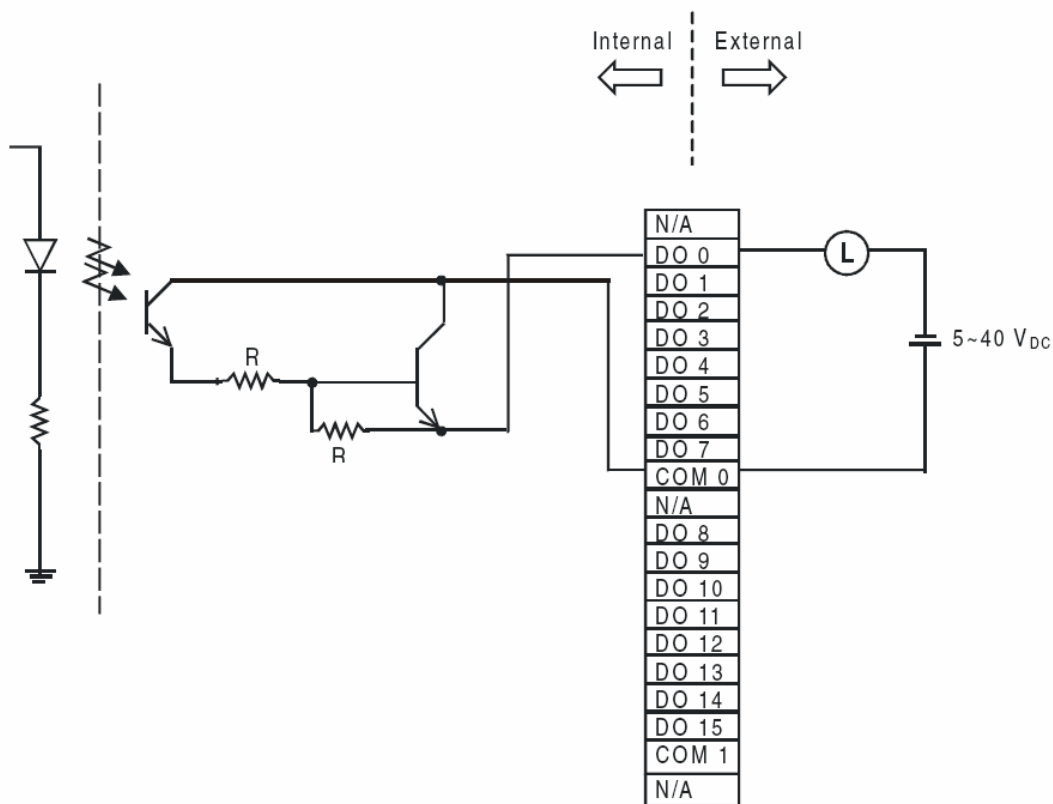 Internal
External
N/A
DO 0
DO 1
DO 2
DO 3
DO 4
DO 5
DO 6
DO 7
COM 0
N/A
DO 8
DO 9
DO 10
DO 11
DO 12
DO 13
DO 14
DO 15
COM 1
N/A
L
5~40 VDC
R
R